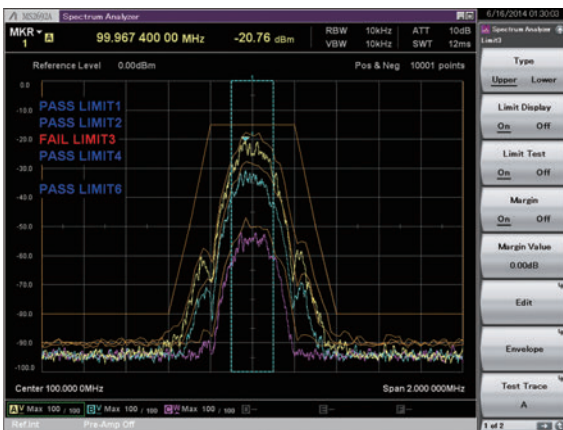 MS2692A Spectrum Analyzer
6/16/2014 01:30:03
MKR 1 A 99.967 400 00 MHz -20.76 dBm RBW 10kHz ATT 10dB
VBW 10kHz SWT 12ms
Reference Level 0.00dBm Pos & Neg 10001 points
0.0
-10.0
-20.0
-30.0
-40.0
-50.0
-60.0
-70.0
-80.0
-90.0
-100.0
PASS LIMIT1
PASS LIMIT2
FAIL LIMIT3
PASS LIMIT4
PASS LIMIT6
Center 100.000 0MHz Span 2.000 000MHz
A V Max 100 / 100 B V Max 100 / 100 C W Max 100 / 100
Ref.Int Pre-Amp Off
Spectrum Analyzer
Limit3
Type
Upper Lower
Limit Display
On Off
Limit Test
On Off
Margin
On Off
Margin Value
0.00dB
Edit
Envelope
Test Trace
A
1 of 2